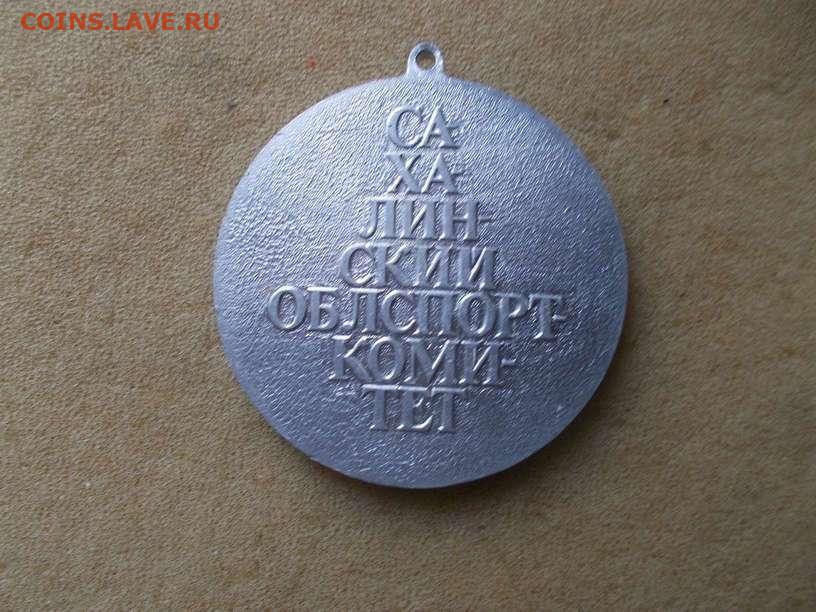 COINS.LAVE.RU
СА-
ХА-
ЛИН-
СКИЙ
ОБЛСПОРТ-
КОМИ-
ТЕТ